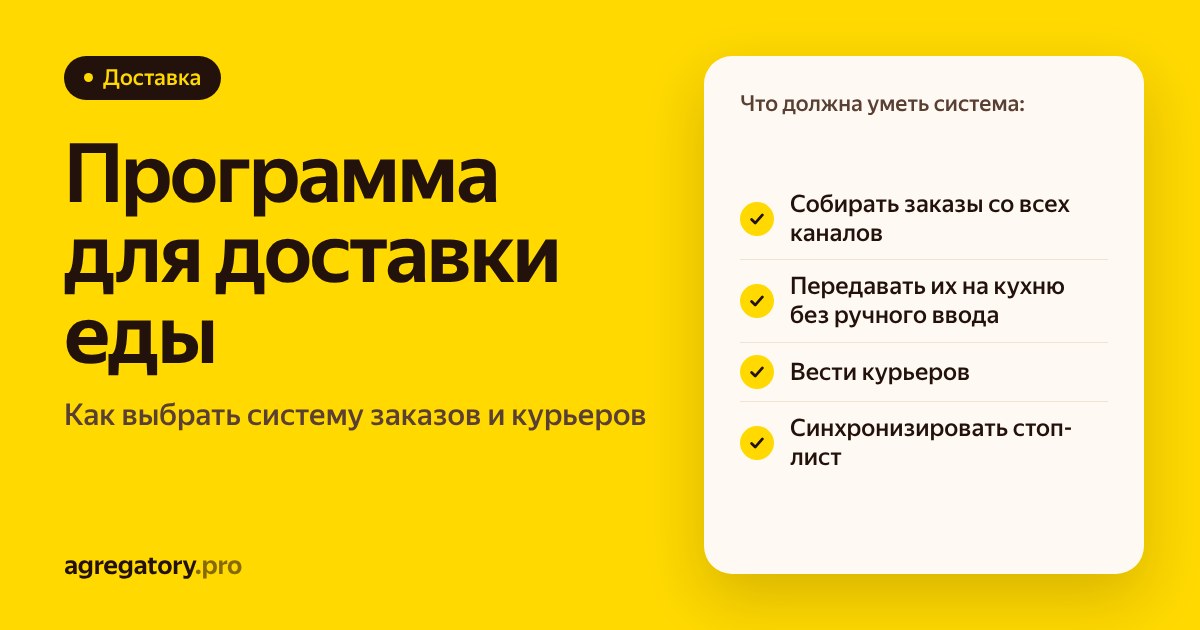 Доставка
Программа
для доставки
еды
Как выбрать систему заказов и курьеров
agregatory.pro
Что должна уметь система:
Собирать заказы со всех
каналов
Передавать их на кухню
без ручного ввода
Вести курьеров
Синхронизировать стоп-
лист